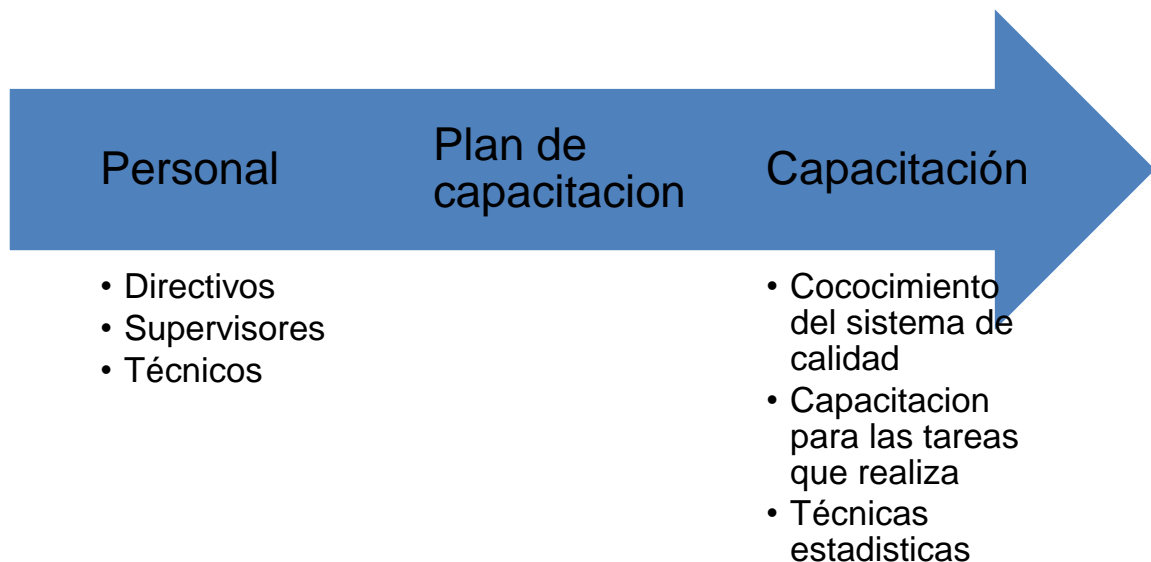 Personal
Plan de
capacitacion
Capacitación
• Directivos
• Supervisores
• Técnicos
• Cococimiento
del sistema de
calidad
• Capacitacion
para las tareas
que realiza
• Técnicas
estadisticas